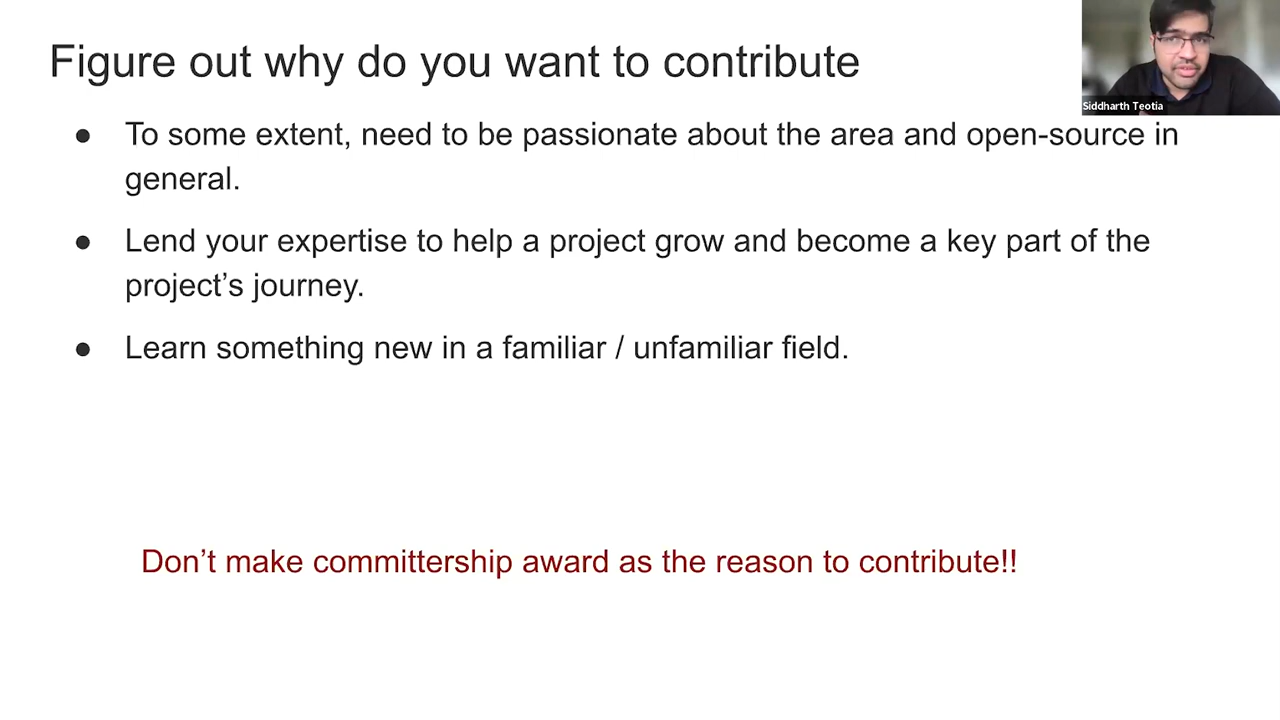 Figure out why do you want to contribute
Siddharth Teotia
● To some extent, need to be passionate about the area and open-source in
general.
● Lend your expertise to help a project grow and become a key part of the
project’s journey.
● Learn something new in a familiar / unfamiliar field.
Don’t make committership award as the reason to contribute!!